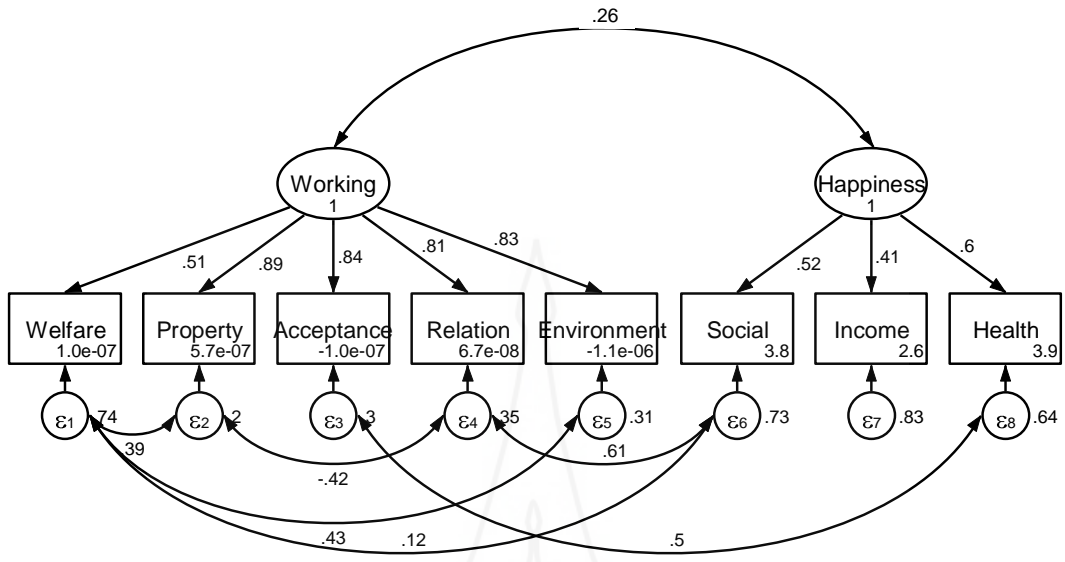 .26
Working
1
Happiness
1
.51
.89
.84
.81
.83
.52
.41
.6
Welfare
1.0e-07
Property
5.7e-07
Acceptance
-1.0e-07
Relation
6.7e-08
Environment
-1.1e-06
Social
3.8
Income
2.6
Health
3.9
ε1 .74
ε2 .2
ε3 .3
ε4 .35
ε5 .31
ε6 .73
ε7 .83
ε8 .64
.39
-.42
.61
.43
.12
.5